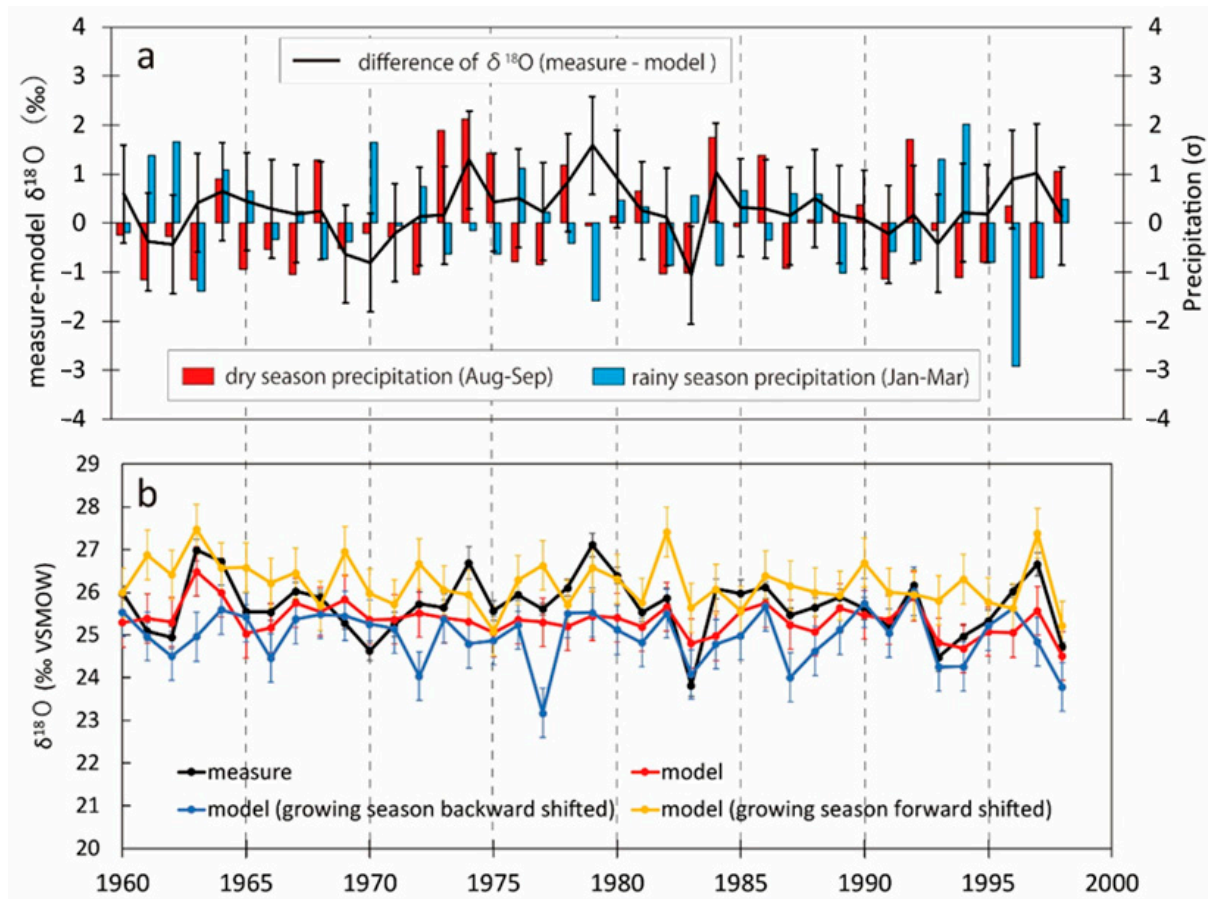 a
difference of δ ¹⁸O (measure - model )
measure-model δ¹⁸ O (‰)
Precipitation (σ)
4
3
2
1
0
−1
−2
−3
−4
4
3
2
1
0
−1
−2
−3
−4
dry season precipitation (Aug-Sep) rainy season precipitation (Jan-Mar)
b
δ¹⁸ O (‰ VSMOW)
29
28
27
26
25
24
23
22
21
20
measure model
model (growing season backward shifted) model (growing season forward shifted)
1960 1965 1970 1975 1980 1985 1990 1995 2000